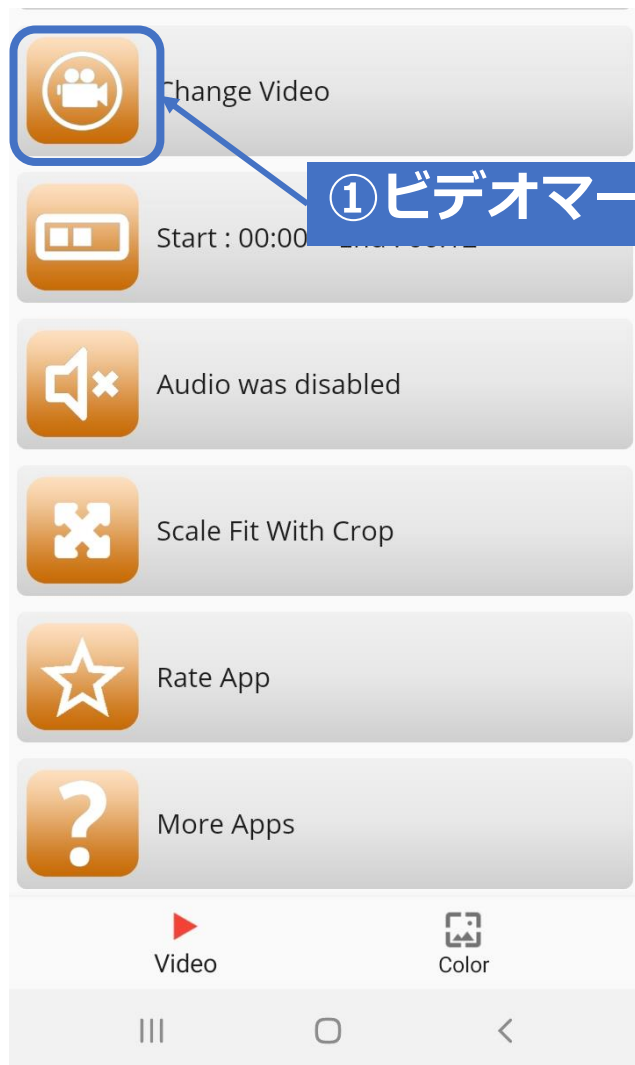 Change Video
①ビデオマー
Start : 00:00
Audio was disabled
Scale Fit With Crop
Rate App
More Apps
Video
Color